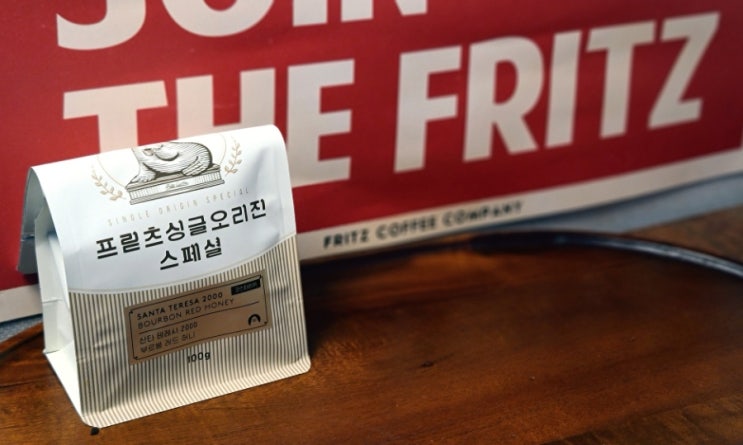 JOIN
THE FRITZ
FRITZ COFFEE COMPANY
SINGLE ORIGIN SPECIAL
프릳츠싱글오리진
스페셜
SANTA TERESA 2000
BOURBON RED HONEY
산타 테레사 2000
부르봉 레드 허니
100g